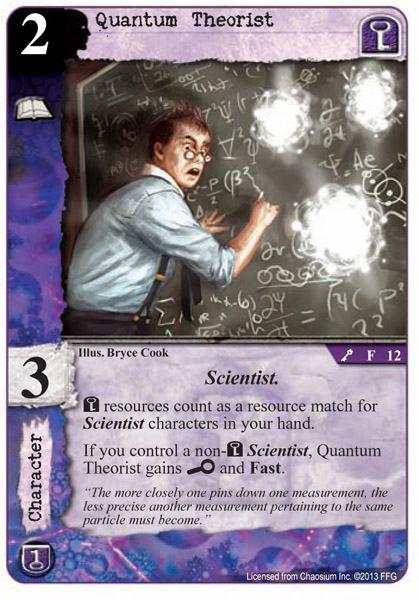 2
Quantum Theorist
Illus. Bryce Cook
F 12
3
Scientist.
resources count as a resource match for
Scientist characters in your hand.
If you control a non- Scientist, Quantum
Theorist gains and Fast.
“The more closely one pins down one measurement, the
less precise another measurement pertaining to the same
particle must become.”
Character
1
Licensed from Chaosium Inc. ©2013 FFG